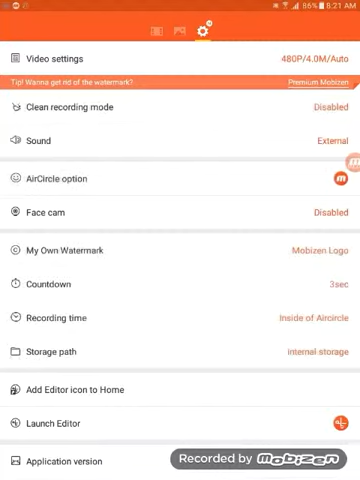 86% 8:21 AM
Video settings 480P/4.0M/Auto
Tip! Wanna get rid of the watermark? Premium Mobizen
Clean recording mode Disabled
Sound External
AirCircle option
Face cam Disabled
My Own Watermark Mobizen Logo
Countdown 3sec
Recording time Inside of Aircircle
Storage path Internal storage
Add Editor icon to Home
Launch Editor
Application version
Recorded by mobizen